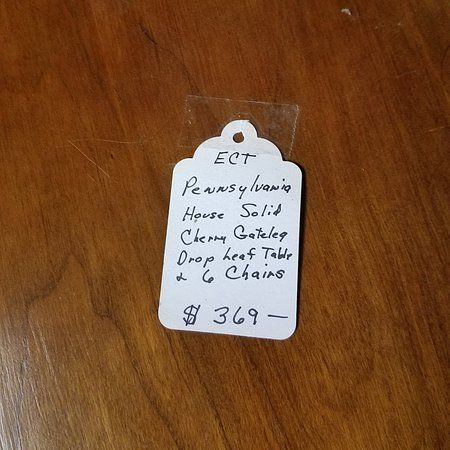 ECT
Pennsylvania
House Solid
Cherry Gateleg
Drop Leaf Table
& 6 Chairs
$ 369—